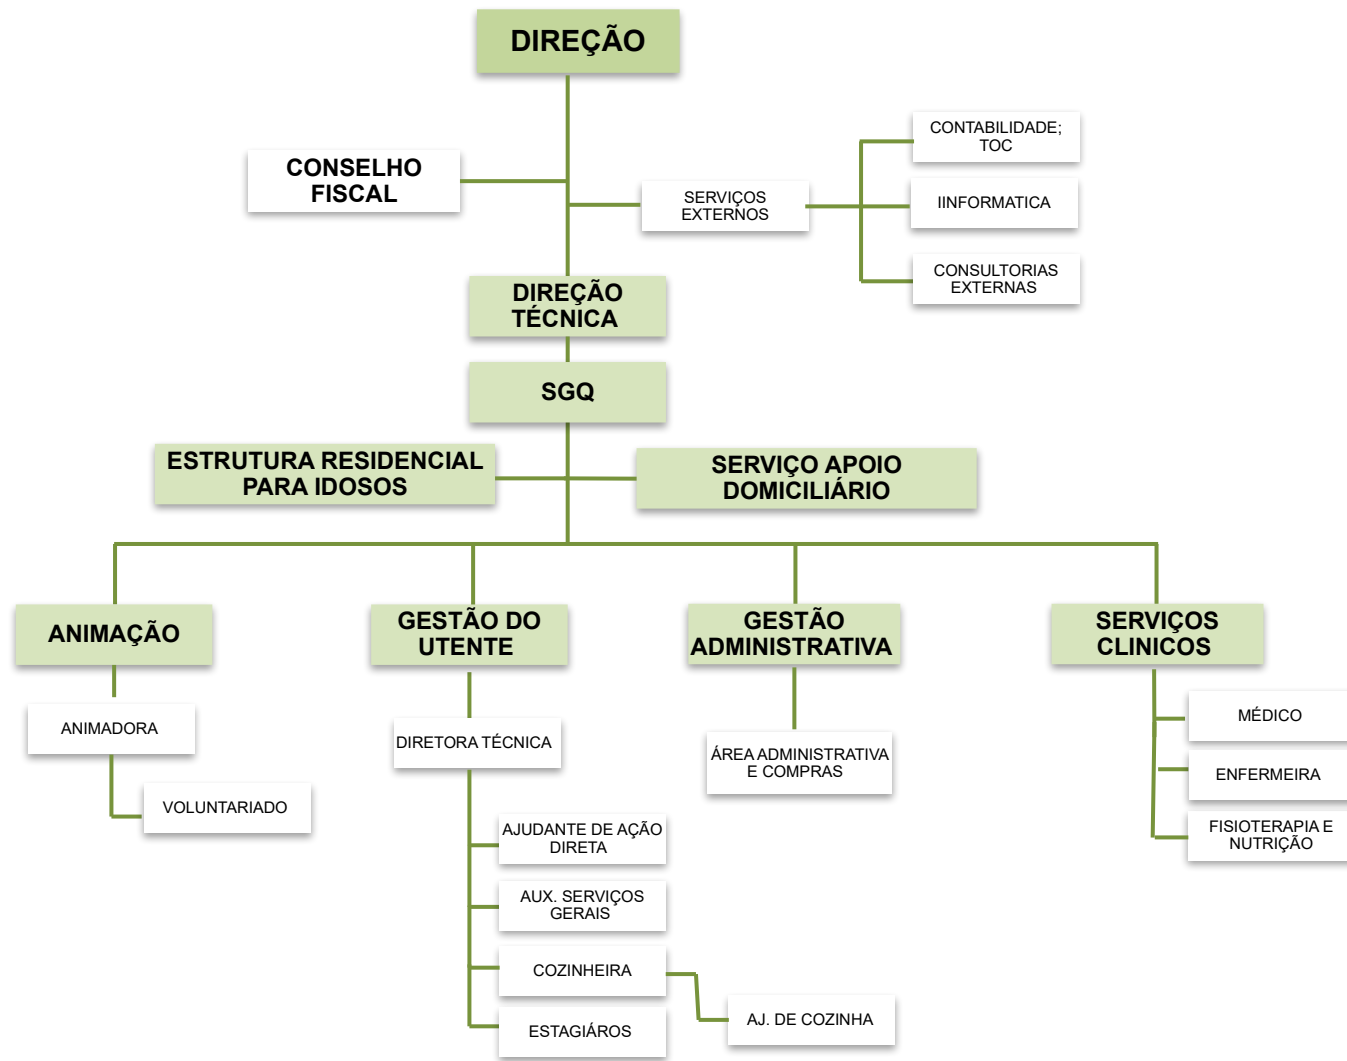 DIREÇÃO
CONTABILIDADE;
TOC
CONSELHO
FISCAL
SERVIÇOS
EXTERNOS
IINFORMATICA
CONSULTORIAS
EXTERNAS
DIREÇÃO
TÉCNICA
SGQ
ESTRUTURA RESIDENCIAL
PARA IDOSOS
SERVIÇO APOIO
DOMICILIÁRIO
ANIMAÇÃO
GESTÃO DO
UTENTE
GESTÃO
ADMINISTRATIVA
SERVIÇOS
CLINICOS
ANIMADORA
VOLUNTARIADO
DIRETORA TÉCNICA
AJUDANTE DE AÇÃO
DIRETA
AUX. SERVIÇOS
GERAIS
COZINHEIRA
AJ. DE COZINHA
ESTAGIÁROS
ÁREA ADMINISTRATIVA
E COMPRAS
MÉDICO
ENFERMEIRA
FISIOTERAPIA E
NUTRIÇÃO